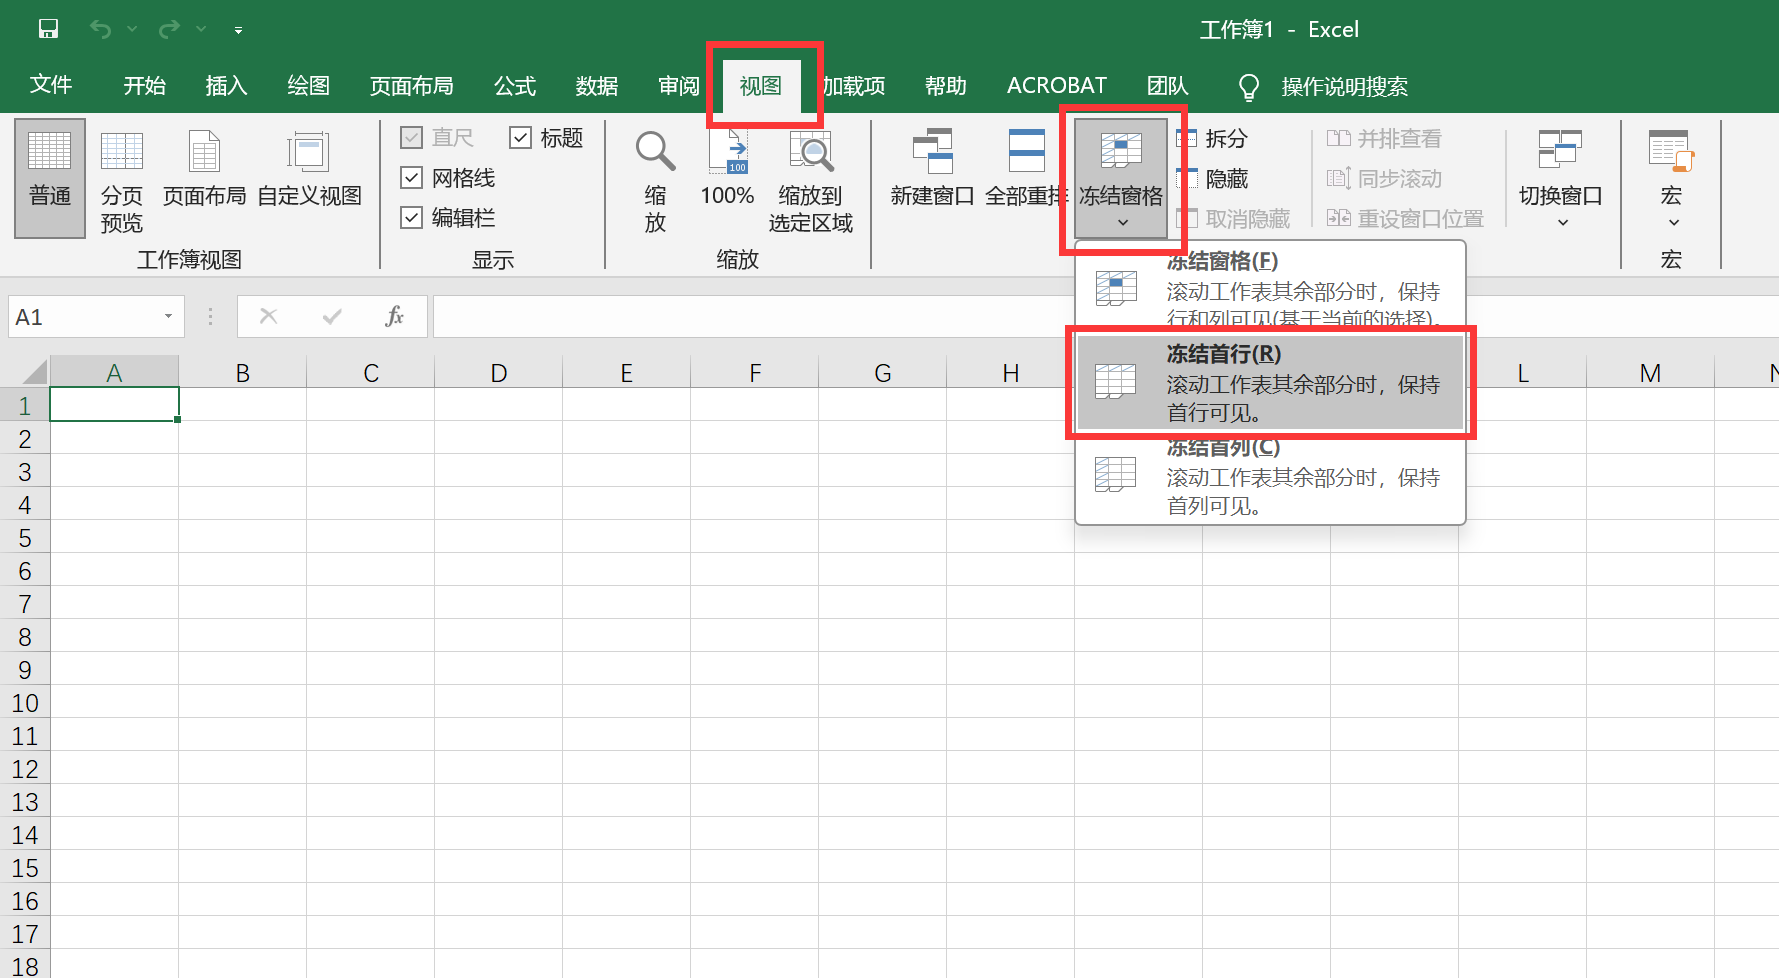 工作簿1 - Excel
文件 开始 插入 绘图 页面布局 公式 数据 审阅 视图 加载项 帮助 ACROBAT 团队 操作说明搜索
普通
分页
预览
页面布局
自定义视图
工作簿视图
直尺
标题
网格线
编辑栏
显示
缩
放
100
100%
缩放到
选定区域
缩放
新建窗口
全部重排
冻结窗格
拆分
隐藏
取消隐藏
并排查看
同步滚动
重设窗口位置
切换窗口
宏
宏
冻结窗格(F)
滚动工作表其余部分时，保持
行和列可见(基于当前的选择)。
冻结首行(R)
滚动工作表其余部分时，保持
首行可见。
冻结首列(C)
滚动工作表其余部分时，保持
首列可见。
A1
fx
A B C D E F G H L M N
1
2
3
4
5
6
7
8
9
10
11
12
13
14
15
16
17
18